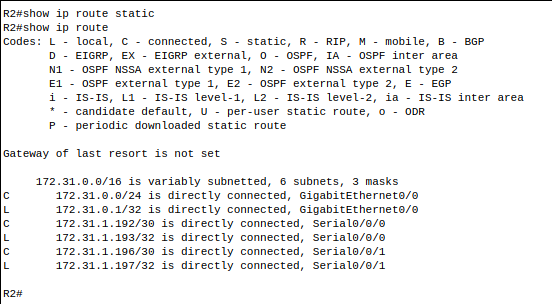 R2#show ip route static
R2#show ip route
Codes: L - local, C - connected, S - static, R - RIP, M - mobile, B - BGP
D - EIGRP, EX - EIGRP external, O - OSPF, IA - OSPF inter area
N1 - OSPF NSSA external type 1, N2 - OSPF NSSA external type 2
E1 - OSPF external type 1, E2 - OSPF external type 2, E - EGP
i - IS-IS, L1 - IS-IS level-1, L2 - IS-IS level-2, ia - IS-IS inter area
* - candidate default, U - per-user static route, o - ODR
P - periodic downloaded static route
Gateway of last resort is not set
172.31.0.0/16 is variably subnetted, 6 subnets, 3 masks
C 172.31.0.0/24 is directly connected, GigabitEthernet0/0
L 172.31.0.1/32 is directly connected, GigabitEthernet0/0
C 172.31.1.192/30 is directly connected, Serial0/0/0
L 172.31.1.193/32 is directly connected, Serial0/0/0
C 172.31.1.196/30 is directly connected, Serial0/0/1
L 172.31.1.197/32 is directly connected, Serial0/0/1
R2#